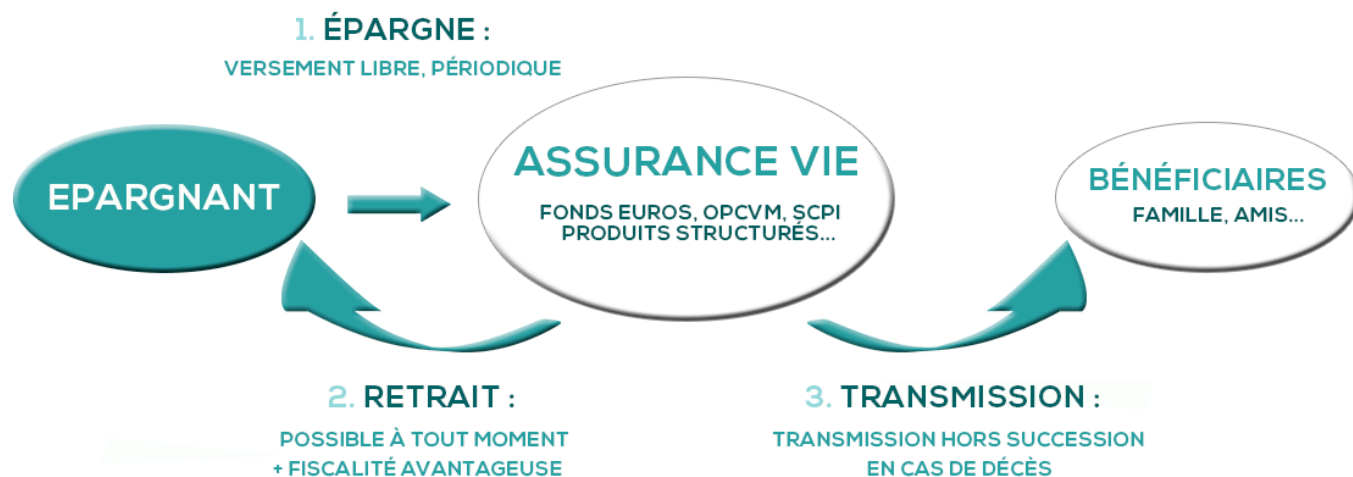 1. ÉPARGNE :
VERSEMENT LIBRE, PÉRIODIQUE
EPARGNANT
ASSURANCE VIE
FONDS EUROS, OPCVM, SCPI
PRODUITS STRUCTURÉS...
BÉNÉFICIAIRES
FAMILLE, AMIS...
2. RETRAIT :
POSSIBLE À TOUT MOMENT
+ FISCALITÉ AVANTAGEUSE
3. TRANSMISSION :
TRANSMISSION HORS SUCCESSION
EN CAS DE DÉCÈS